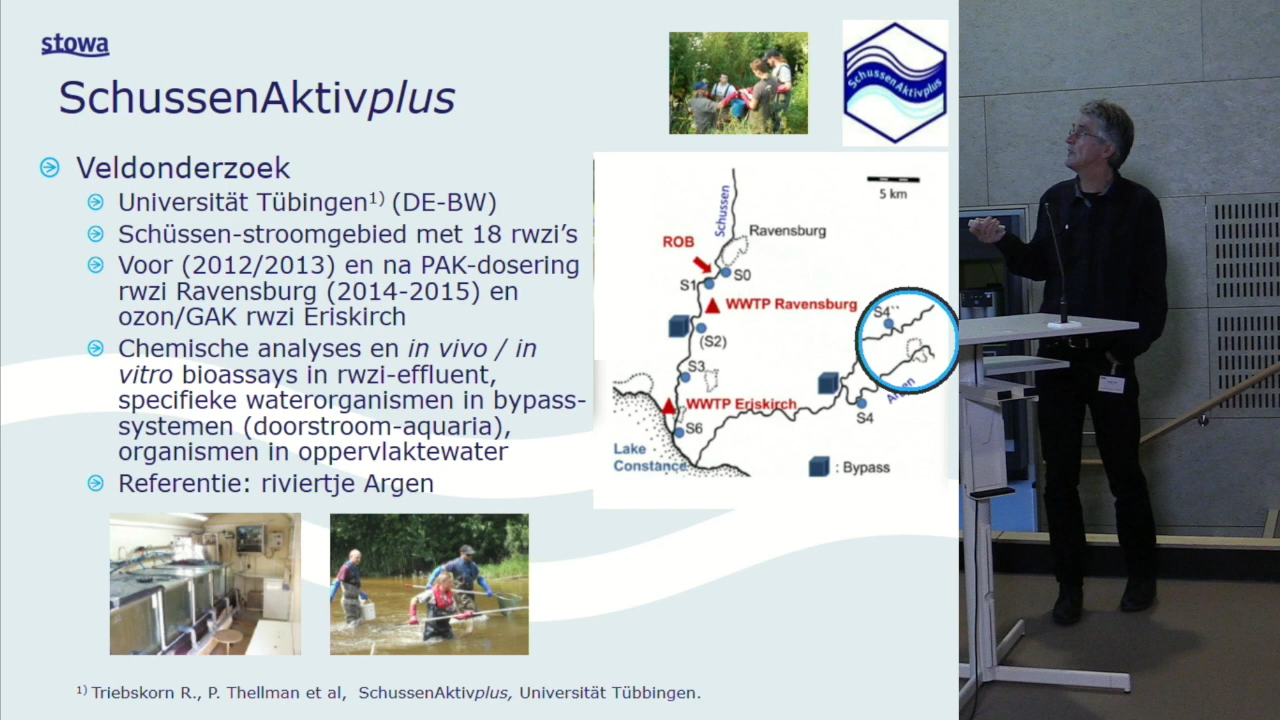 stowa
SchussenAktivplus
SchussenAktivplus
Veldonderzoek
Universität Tübingen1) (DE-BW)
Schüssen-stroomgebied met 18 rwzi's
Voor (2012/2013) en na PAK-dosering
rwzi Ravensburg (2014-2015) en
ozon/GAK rwzi Eriskirch
Chemische analyses en in vivo / in
vitro bioassays in rwzi-effluent,
specifieke waterorganismen in bypass-
systemen (doorstroom-aquaria),
organismen in oppervlaktewater
Referentie: riviertje Argen
Schussen
5 km
Ravensburg
ROB
S0
S1
WWTP Ravensburg
(S2)
S4``
S3
WWTP Eriskirch
Argen
S4
S6
Lake
Constance
: Bypass
1) Triebskorn R., P. Thellman et al, SchussenAktivplus, Universität Tübbingen.